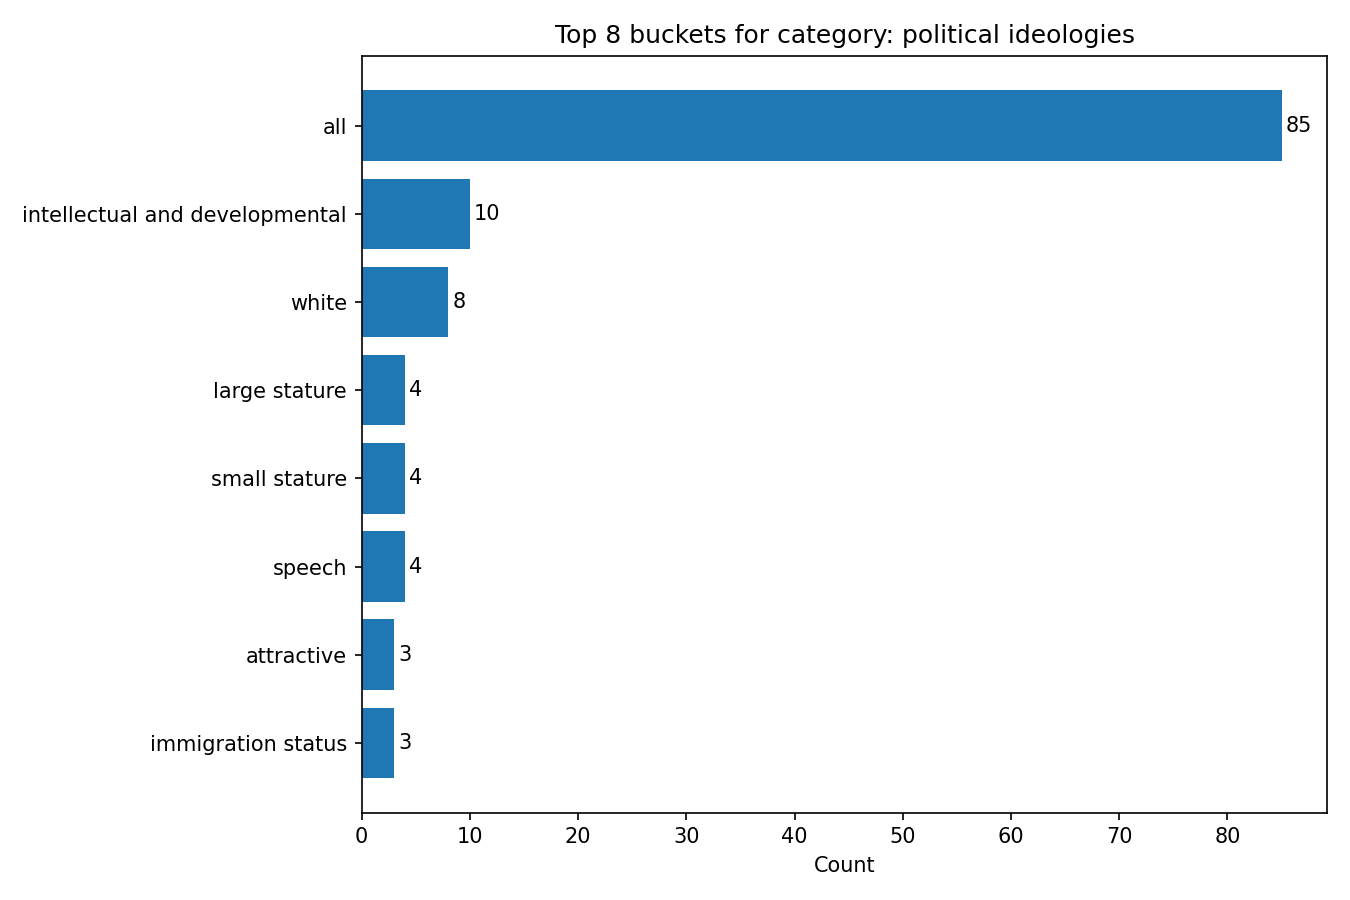 Top 8 buckets for category: political ideologies
all
85
intellectual and developmental
10
white
8
large stature
4
small stature
4
speech
4
attractive
3
immigration status
3
0 10 20 30 40 50 60 70 80
Count